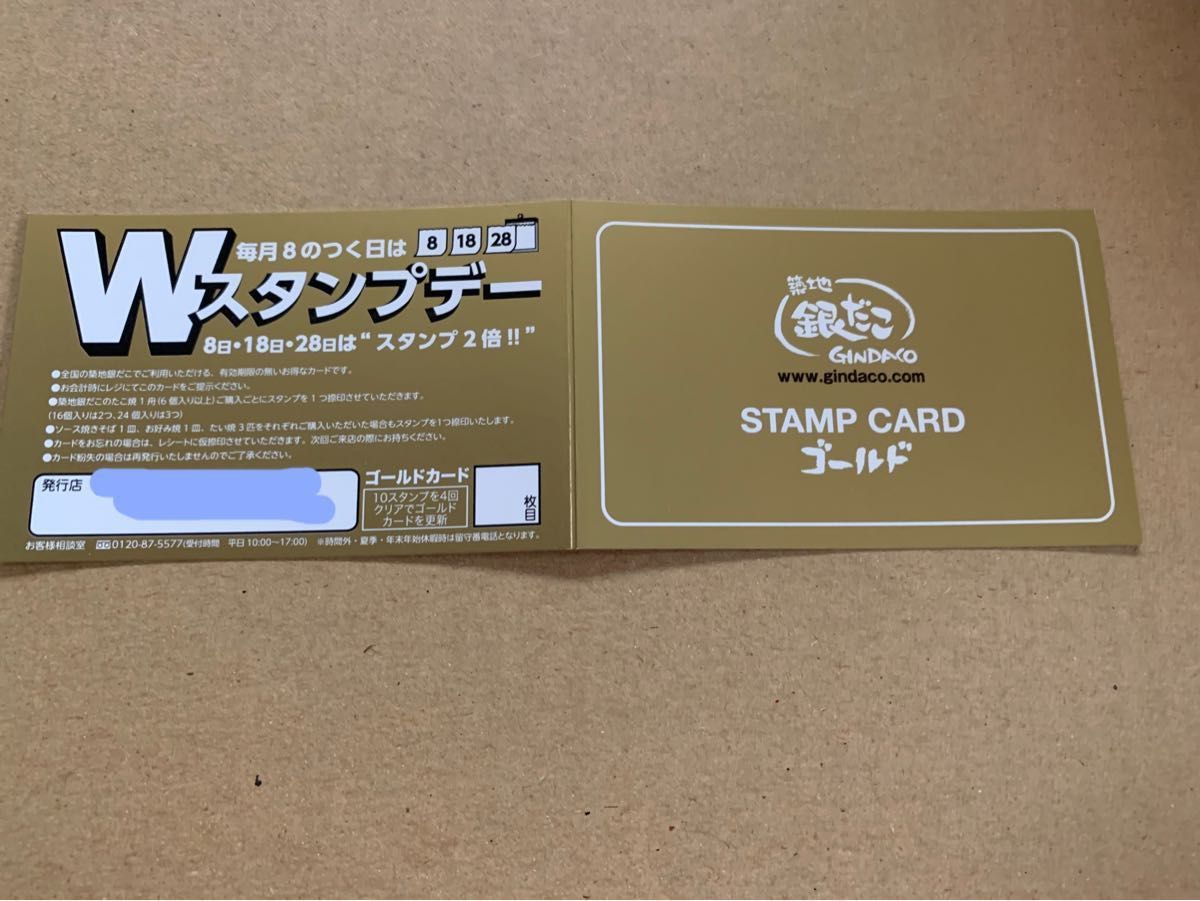 毎月8のつく日は 8 18 28
Wスタンプデー
8日・18日・28日は“スタンプ2倍!!”
●全国の築地銀だこでご利用いただける、有効期限の無いお得なカードです。
●お会計時にレジにてこのカードをご提示ください。
●築地銀だこのたこ焼1舟(6個入り以上)ご購入ごとにスタンプを1つ捺印させていただきます。
(16個入りは2つ、24個入りは3つ)
●ソース焼きそば1皿、お好み焼1皿、たい焼3匹をそれぞれご購入いただいた場合もスタンプを1つ捺印いたします。
●カードをお忘れの場合は、レシートに仮捺印させていただきます。次回ご来店の際にお持ちください。
●カード紛失の場合は再発行いたしませんのでご了承ください。
発行店
ゴールドカード
10スタンプを4回
クリアでゴールド
カードを更新
枚目
お客様相談室 0120-87-5577(受付時間 平日10:00~17:00) ※時間外・夏季・年末年始休暇時は留守番電話となります。
築地
銀だこ
GINDACO
www.gindaco.com
STAMP CARD
ゴールド